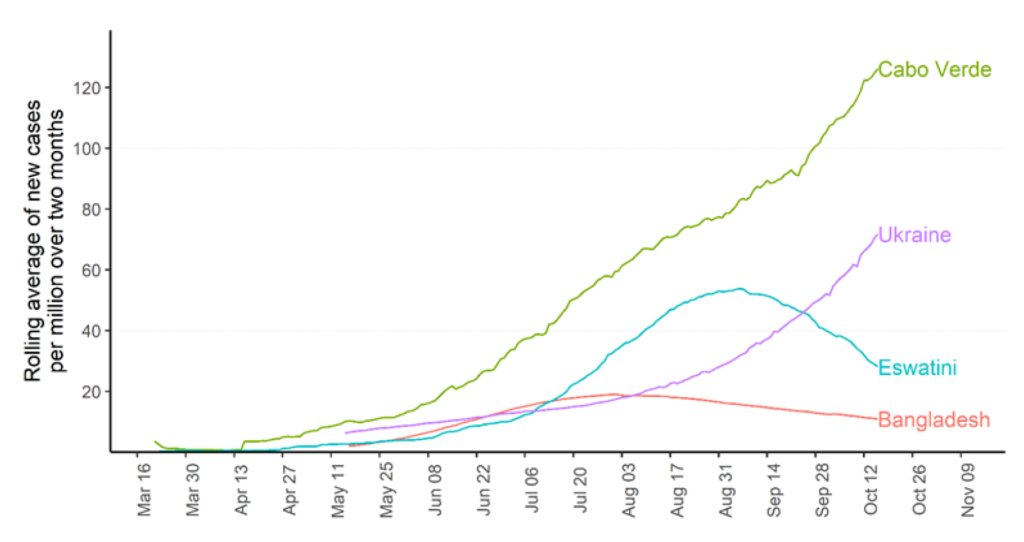 Rolling average of new cases
per million over two months
120
100
80
60
40
20
Cabo Verde
Ukraine
Eswatini
Bangladesh
Mar 16
Mar 30
Apr 13
Apr 27
May 11
May 25
Jun 08
Jun 22
Jul 06
Jul 20
Aug 03
Aug 17
Aug 31
Sep 14
Sep 28
Oct 12
Oct 26
Nov 09